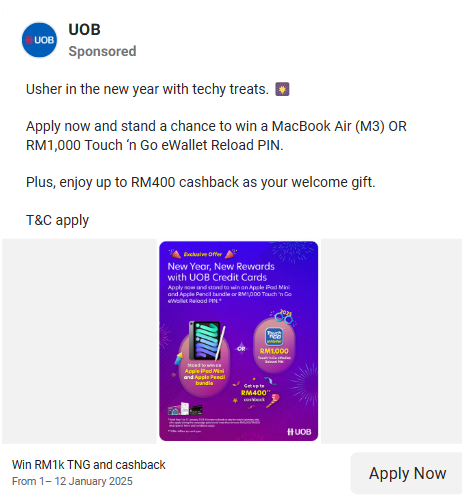 UOB
UOB
Sponsored
Usher in the new year with techy treats.
Apply now and stand a chance to win a MacBook Air (M3) OR
RM1,000 Touch ‘n Go eWallet Reload PIN.
Plus, enjoy up to RM400 cashback as your welcome gift.
T&C apply
Exclusive Offer
New Year, New Rewards
with UOB Credit Cards
Apply now and stand to win an Apple iPad Mini
and Apple Pencil bundle or RM1,000 Touch ‘n Go
eWallet Reload PIN.*
2025
Touch
eWallet
RM1,000
Touch ‘n Go eWallet
Reload PIN
OR
Stand to win an
Apple iPad Mini
and Apple Pencil
bundle
Get up to
RM400
cashback
UOB
Win RM1k TNG and cashback
From 1– 12 January 2025
Apply Now